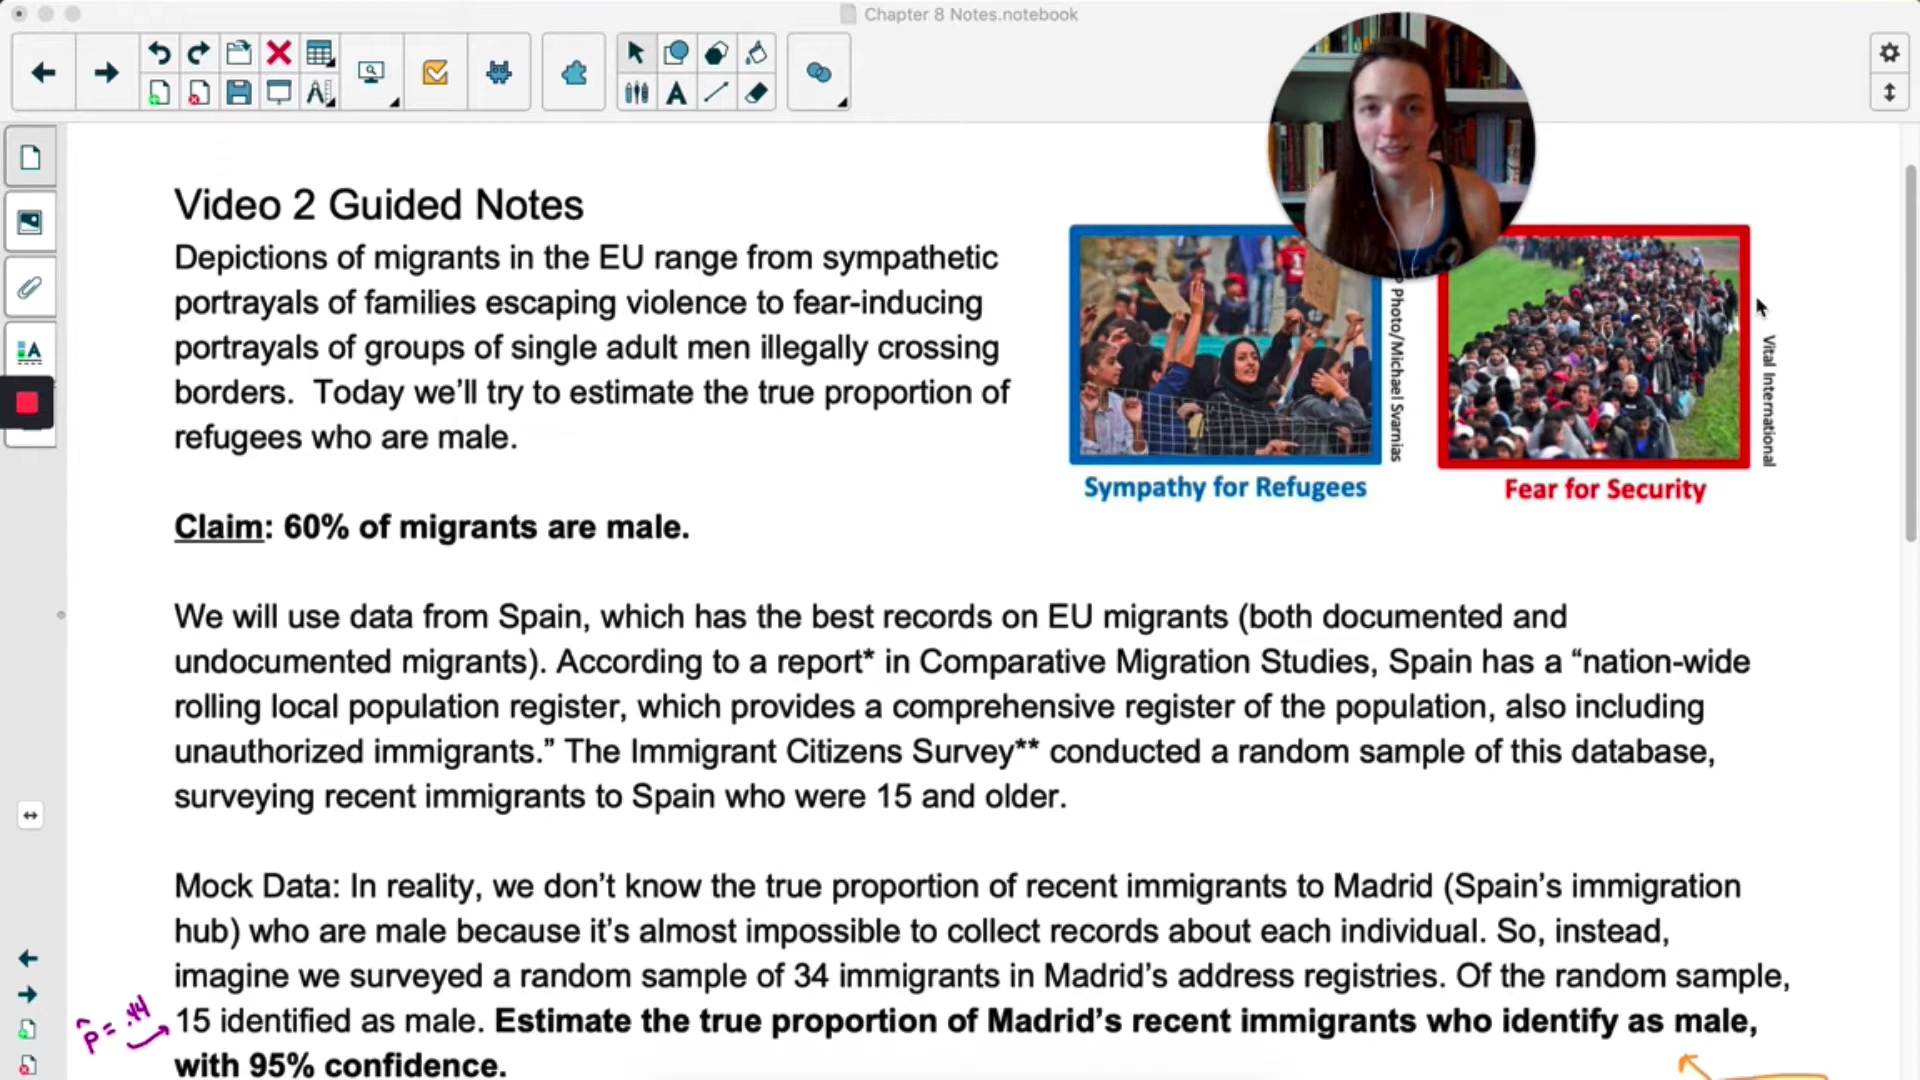 Chapter 8 Notes.notebook
Video 2 Guided Notes
Depictions of migrants in the EU range from sympathetic
portrayals of families escaping violence to fear-inducing
portrayals of groups of single adult men illegally crossing
borders.  Today we’ll try to estimate the true proportion of
refugees who are male.
Photo/Michael Svarnias
Vital International
Sympathy for Refugees
Fear for Security
Claim: 60% of migrants are male.
We will use data from Spain, which has the best records on EU migrants (both documented and
undocumented migrants). According to a report* in Comparative Migration Studies, Spain has a “nation-wide
rolling local population register, which provides a comprehensive register of the population, also including
unauthorized immigrants.” The Immigrant Citizens Survey** conducted a random sample of this database,
surveying recent immigrants to Spain who were 15 and older.
Mock Data: In reality, we don’t know the true proportion of recent immigrants to Madrid (Spain’s immigration
hub) who are male because it’s almost impossible to collect records about each individual. So, instead,
imagine we surveyed a random sample of 34 immigrants in Madrid’s address registries. Of the random sample,
p̂ = .44
15 identified as male. Estimate the true proportion of Madrid’s recent immigrants who identify as male,
with 95% confidence.